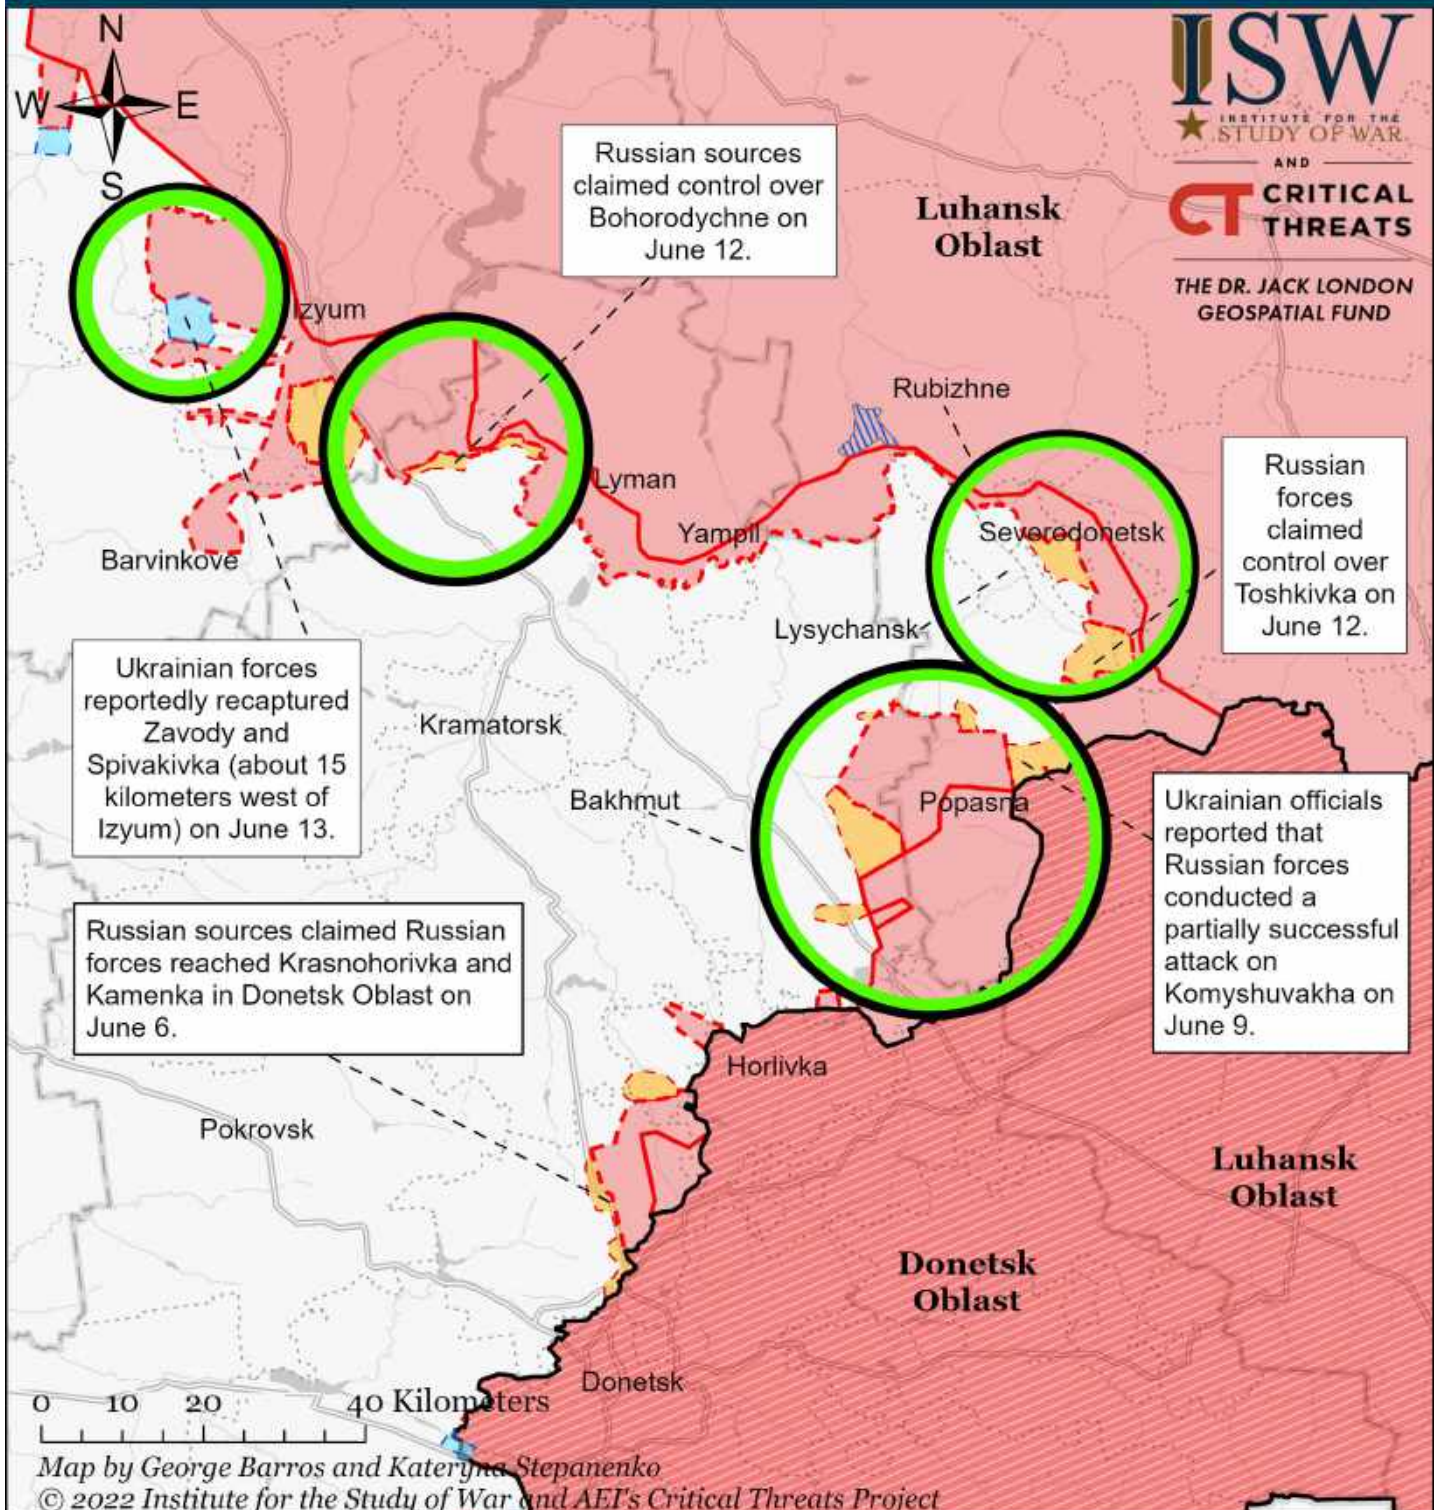 N
W
E
S
ISW
INSTITUTE FOR THE
STUDY OF WAR
AND
CT CRITICAL
THREATS
THE DR. JACK LONDON
GEOSPATIAL FUND
Russian sources
claimed control over
Bohorodychne on
June 12.
Luhansk
Oblast
Izyum
Rubizhne
Lyman
Yampil
Severodonetsk
Russian
forces
claimed
control over
Toshkivka on
June 12.
Barvinkove
Lysychansk
Ukrainian forces
reportedly recaptured
Zavody and
Spivakivka (about 15
kilometers west of
Izyum) on June 13.
Kramatorsk
Bakhmut
Popasna
Ukrainian officials
reported that
Russian forces
conducted a
partially successful
attack on
Komyshuvakha on
June 9.
Russian sources claimed Russian
forces reached Krasnohorivka and
Kamenka in Donetsk Oblast on
June 6.
Horlivka
Pokrovsk
Luhansk
Oblast
Donetsk
Oblast
Donetsk
0 10 20 40 Kilometers
Map by George Barros and Kateryna Stepanenko
© 2022 Institute for the Study of War and AEI's Critical Threats Project